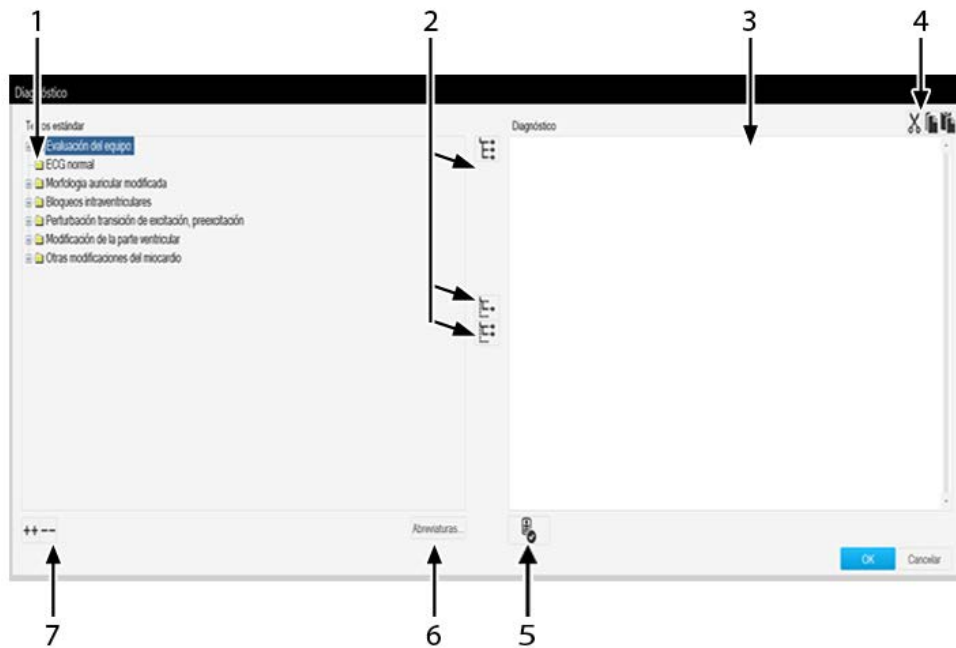 1 2 3 4
Diagnóstico
Textos estándar
Diagnóstico
Evaluación del equipo
ECG normal
Morfologia auricular modificada
Bloqueos intraventriculares
Perturbación transición de excitación, preexcitación
Modificación de la parte ventricular
Otras modificaciones del miocardio
++ --
Abreviaturas...
OK Cancelar
7 6 5